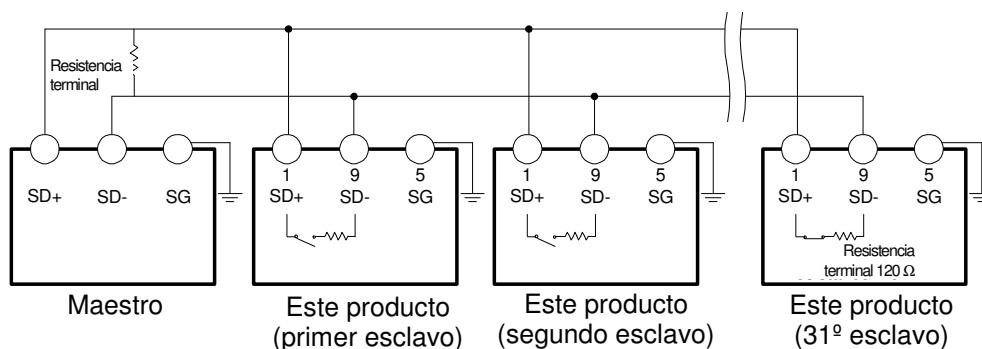 Resistencia
terminal
SD+ SD- SG
1 9 5
SD+ SD- SG
1 9 5
SD+ SD- SG
1 9 5
SD+ SD- SG
Resistencia
terminal 120 Ω
Maestro
Este producto
(primer esclavo)
Este producto
(segundo esclavo)
Este producto
(31º esclavo)